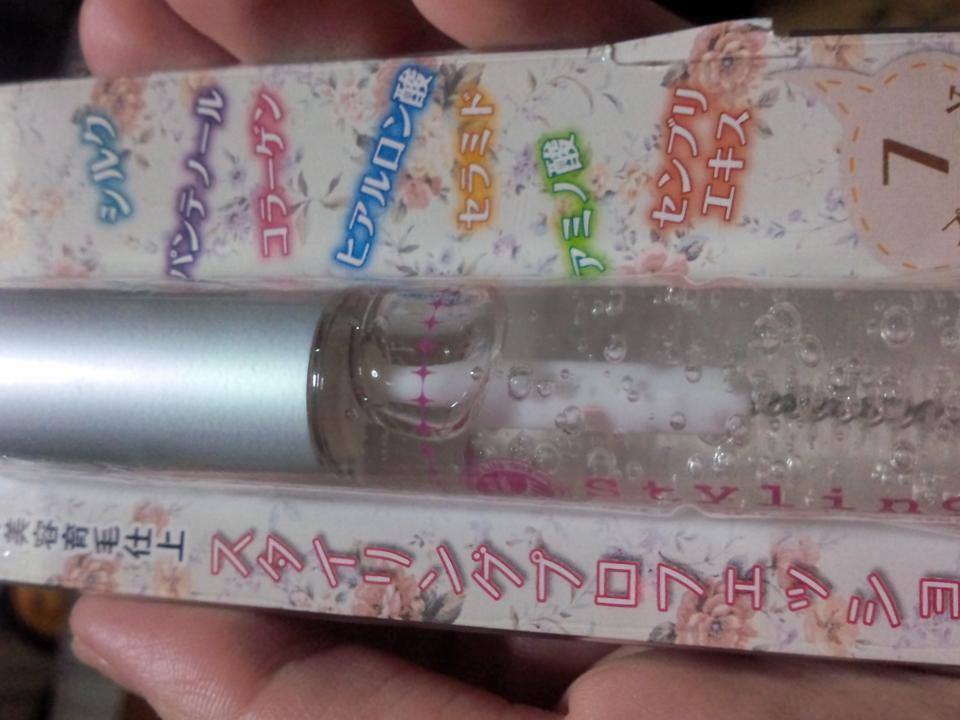 シルク
パンテノール
コラーゲン
ヒアルロン酸
セラミド
アミノ酸
センブリ
エキス
7
stylin
美容育毛仕上
スタイリングプロフェッショ